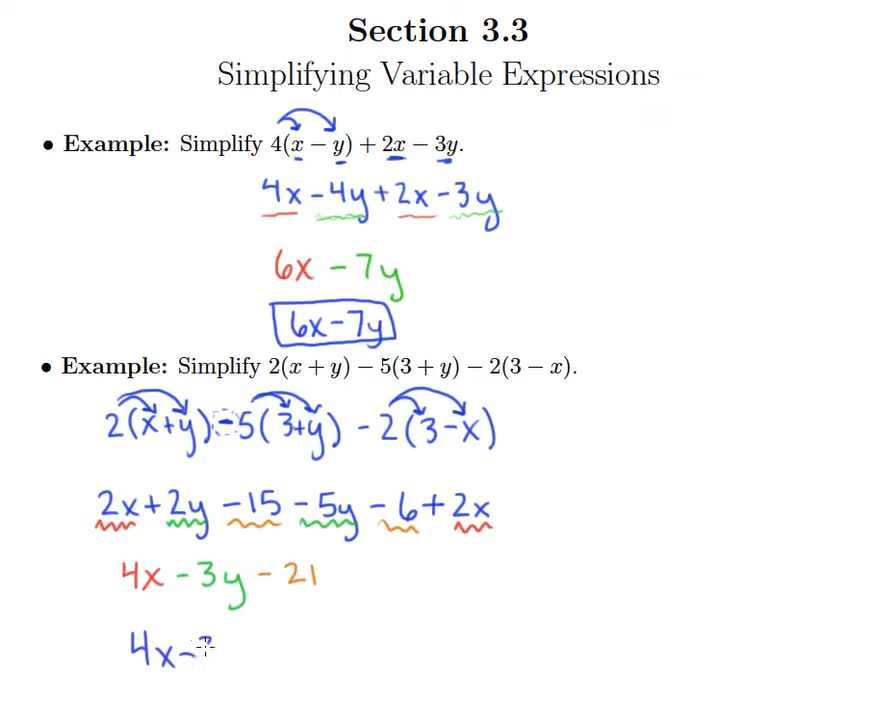 Section 3.3
Simplifying Variable Expressions
• Example: Simplify 4(x − y) + 2x − 3y.
4x - 4y + 2x - 3y
6x - 7y
6x - 7y
• Example: Simplify 2(x + y) − 5(3 + y) − 2(3 − x).
2(x+y) - 5(3+y) - 2(3-x)
2x + 2y - 15 - 5y - 6 + 2x
4x - 3y - 21
4x -